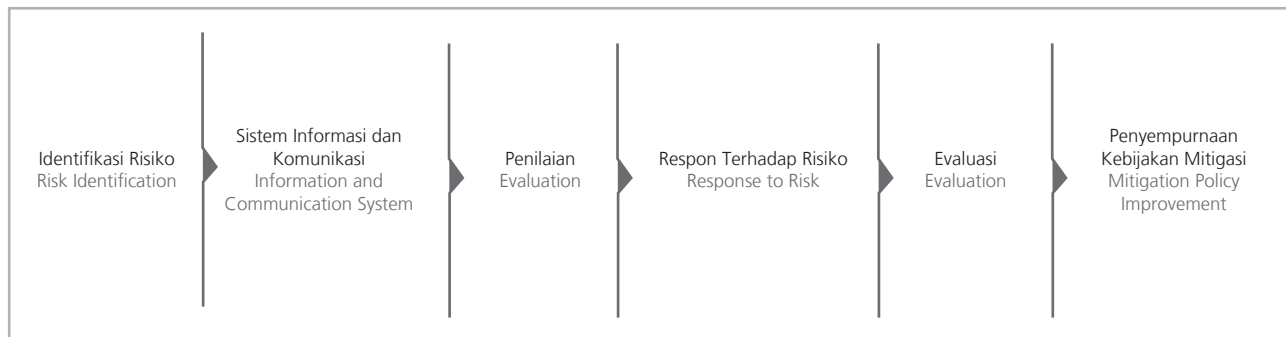 Identifikasi Risiko
Risk Identification
Sistem Informasi dan
Komunikasi
Information and
Communication System
Penilaian
Evaluation
Respon Terhadap Risiko
Response to Risk
Evaluasi
Evaluation
Penyempurnaan
Kebijakan Mitigasi
Mitigation Policy
Improvement